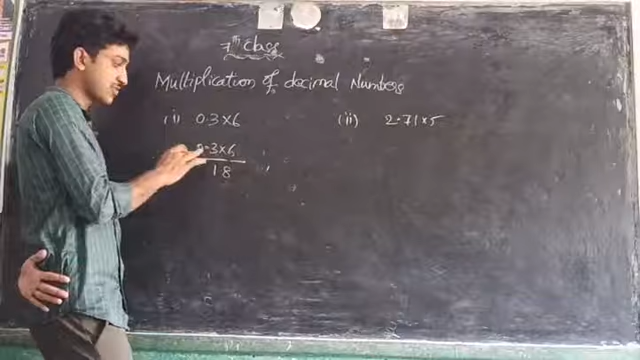 7th class
Multiplication of decimal Numbers
(i) 0.3×6 (ii) 2.71×5
0.3×6
18